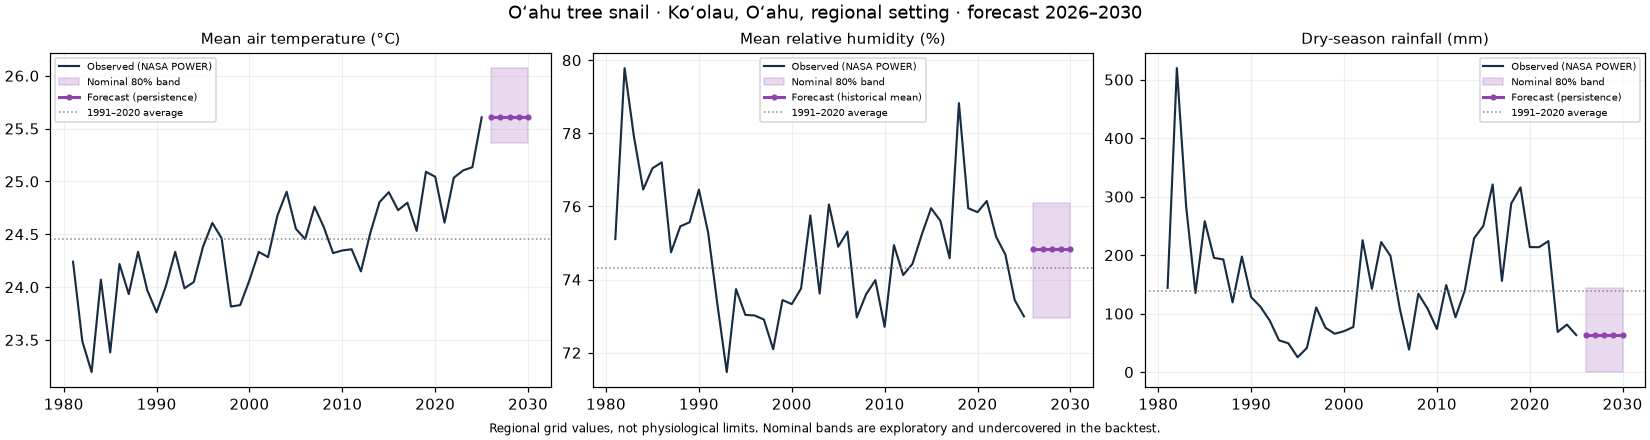 Oʻahu tree snail · Koʻolau, Oʻahu, regional setting · forecast 2026–2030
Mean air temperature (°C)
Observed (NASA POWER)
Nominal 80% band
Forecast (persistence)
1991–2020 average
26.0
25.5
25.0
24.5
24.0
23.5
1980
1990
2000
2010
2020
2030
Mean relative humidity (%)
Observed (NASA POWER)
Nominal 80% band
Forecast (historical mean)
1991–2020 average
80
78
76
74
72
1980
1990
2000
2010
2020
2030
Dry-season rainfall (mm)
Observed (NASA POWER)
Nominal 80% band
Forecast (persistence)
1991–2020 average
500
400
300
200
100
0
1980
1990
2000
2010
2020
2030
Regional grid values, not physiological limits. Nominal bands are exploratory and undercovered in the backtest.